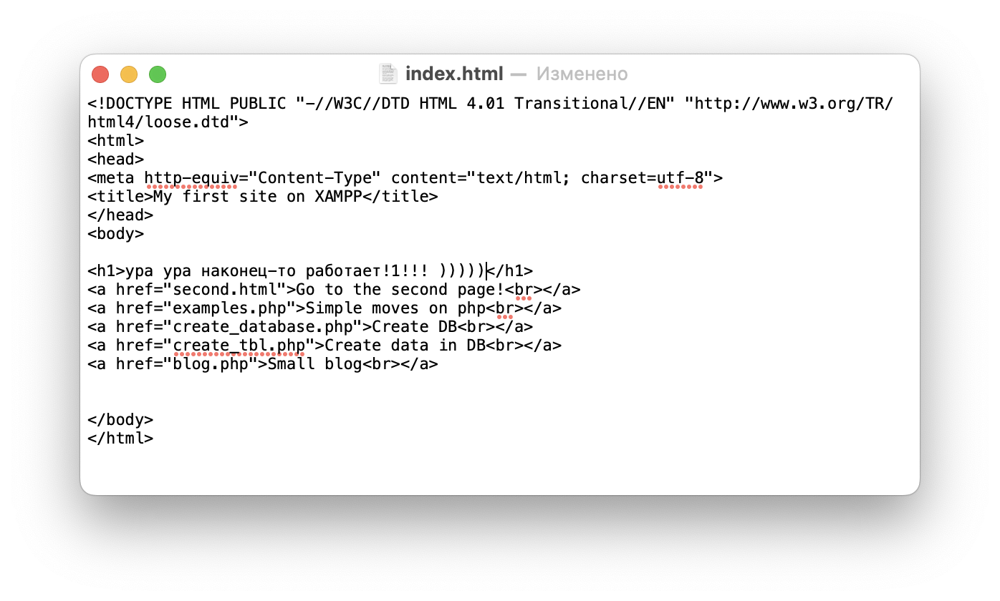 index.html — Изменено
<!DOCTYPE HTML PUBLIC "-//W3C//DTD HTML 4.01 Transitional//EN" "http://www.w3.org/TR/
html4/loose.dtd">
<html>
<head>
<meta http-equiv="Content-Type" content="text/html; charset=utf-8">
<title>My first site on XAMPP</title>
</head>
<body>
<h1>ура ура наконец-то работает!1!!! )))))</h1>
<a href="second.html">Go to the second page!<br></a>
<a href="examples.php">Simple moves on php<br></a>
<a href="create_database.php">Create DB<br></a>
<a href="create_tbl.php">Create data in DB<br></a>
<a href="blog.php">Small blog<br></a>
</body>
</html>